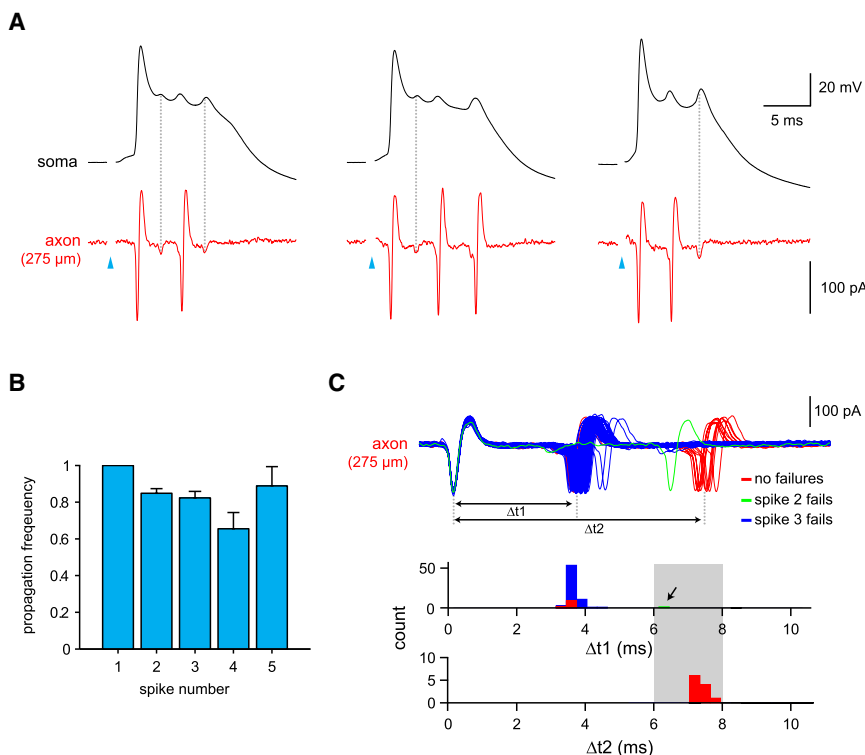 A
20 mV
5 ms
soma
axon
(275 µm)
100 pA
B
propagation freqeuency
1
0.8
0.6
0.4
0.2
0
1 2 3 4 5
spike number
C
100 pA
axon
(275 µm)
no failures
spike 2 fails
spike 3 fails
Δt1
Δt2
count
50
0
0 2 4 6 8 10
Δt1 (ms)
10
5
0
0 2 4 6 8 10
Δt2 (ms)